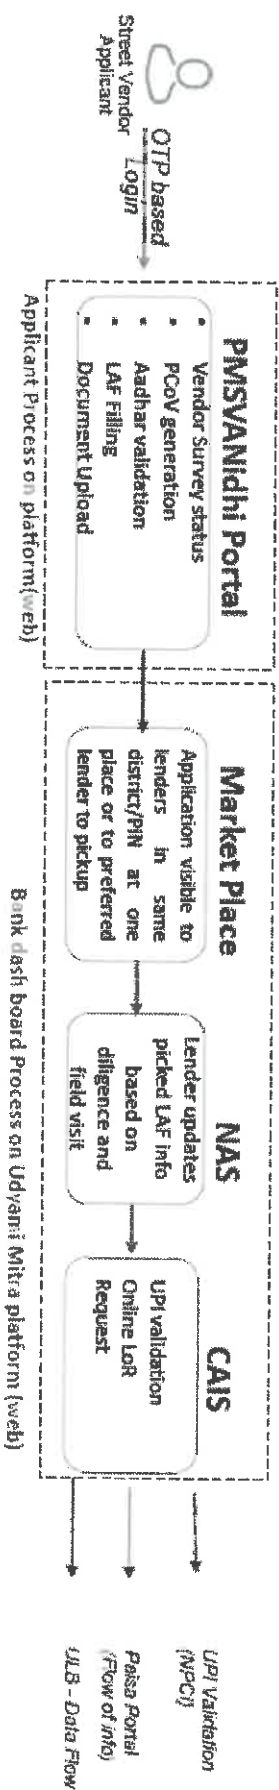 Street Vendor
Applicant
OTP based
Login
PMSVANidhi Portal
• Vendor Survey status
• PCoV generation
• Aadhar validation
• LAF Filling
• Document Upload
Applicant Process on platform(web)
Market Place
Application visible to
lenders in same
district/PIN at one
place or to preferred
lender to pickup
NAS
Lender updates
picked LAF info
based on
diligence and
field visit
CAIS
UPI validation
Online LoR
Request
Bank dash board Process on Udyami Mitra platform (web)
UPI Validation
(NPCI)
Paisa Portal
(Flow of info)
ULB - Data Flow